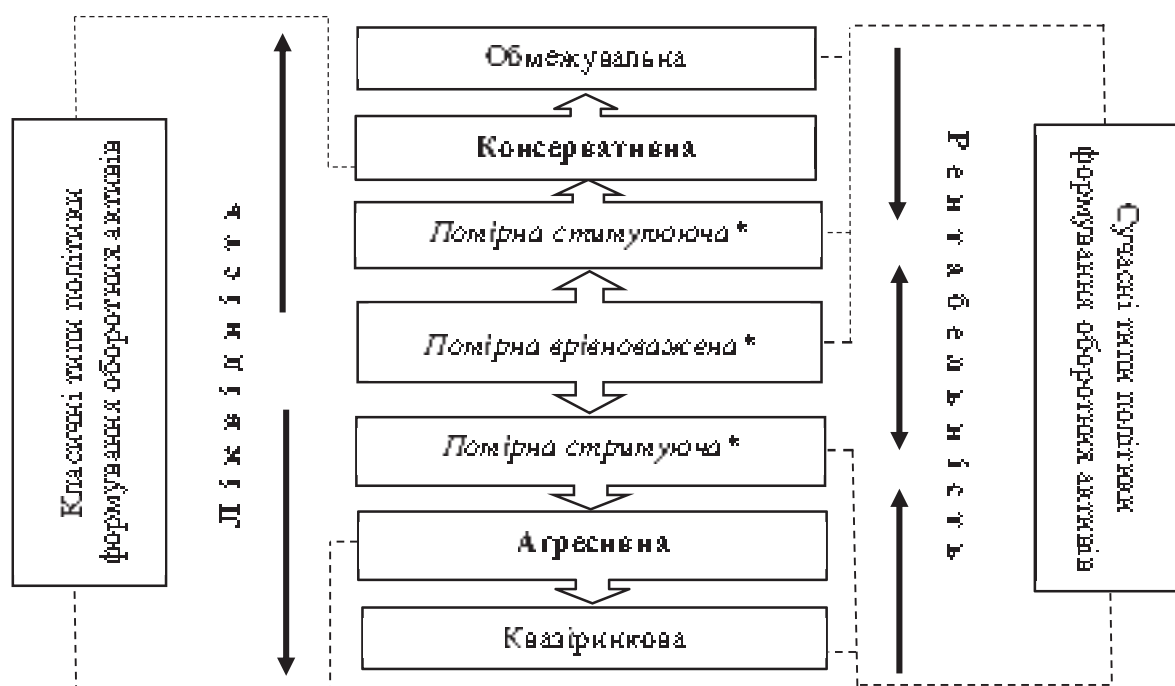 Класичні типи політики
формування оборотних активів
Ліквідність
Обмежувальна
Консервативна
Помірна стимулююча*
Помірна врівноважена*
Помірна стримуюча*
Агресивна
Квазіринкова
Рентабельність
Сучасні типи політики
формування оборотних активів